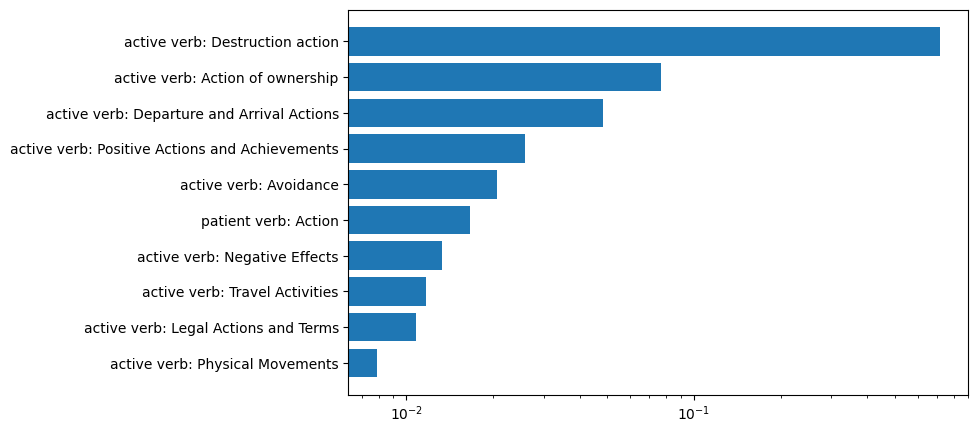 active verb: Destruction action
active verb: Action of ownership
active verb: Departure and Arrival Actions
active verb: Positive Actions and Achievements
active verb: Avoidance
patient verb: Action
active verb: Negative Effects
active verb: Travel Activities
active verb: Legal Actions and Terms
active verb: Physical Movements
10⁻² 10⁻¹